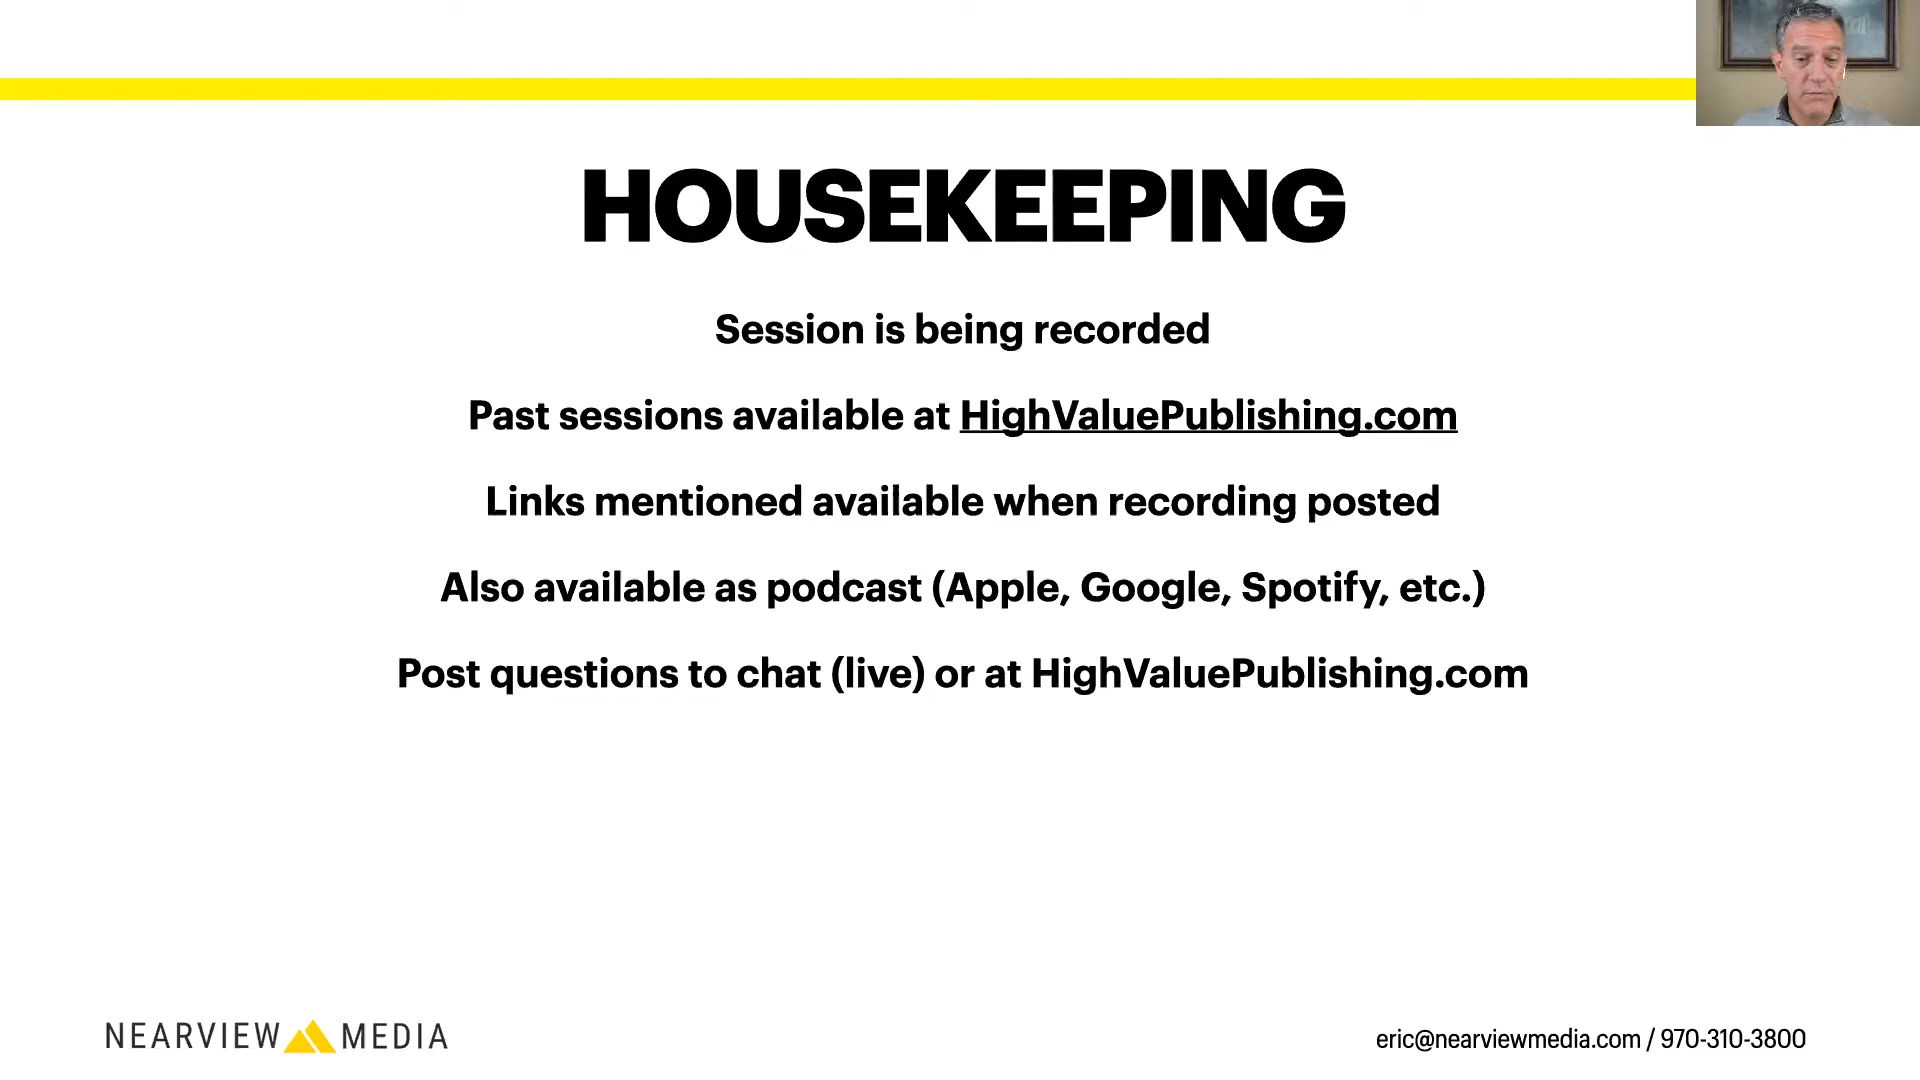 HOUSEKEEPING
Session is being recorded
Past sessions available at HighValuePublishing.com
Links mentioned available when recording posted
Also available as podcast (Apple, Google, Spotify, etc.)
Post questions to chat (live) or at HighValuePublishing.com
NEARVIEW MEDIA
eric@nearviewmedia.com / 970-310-3800